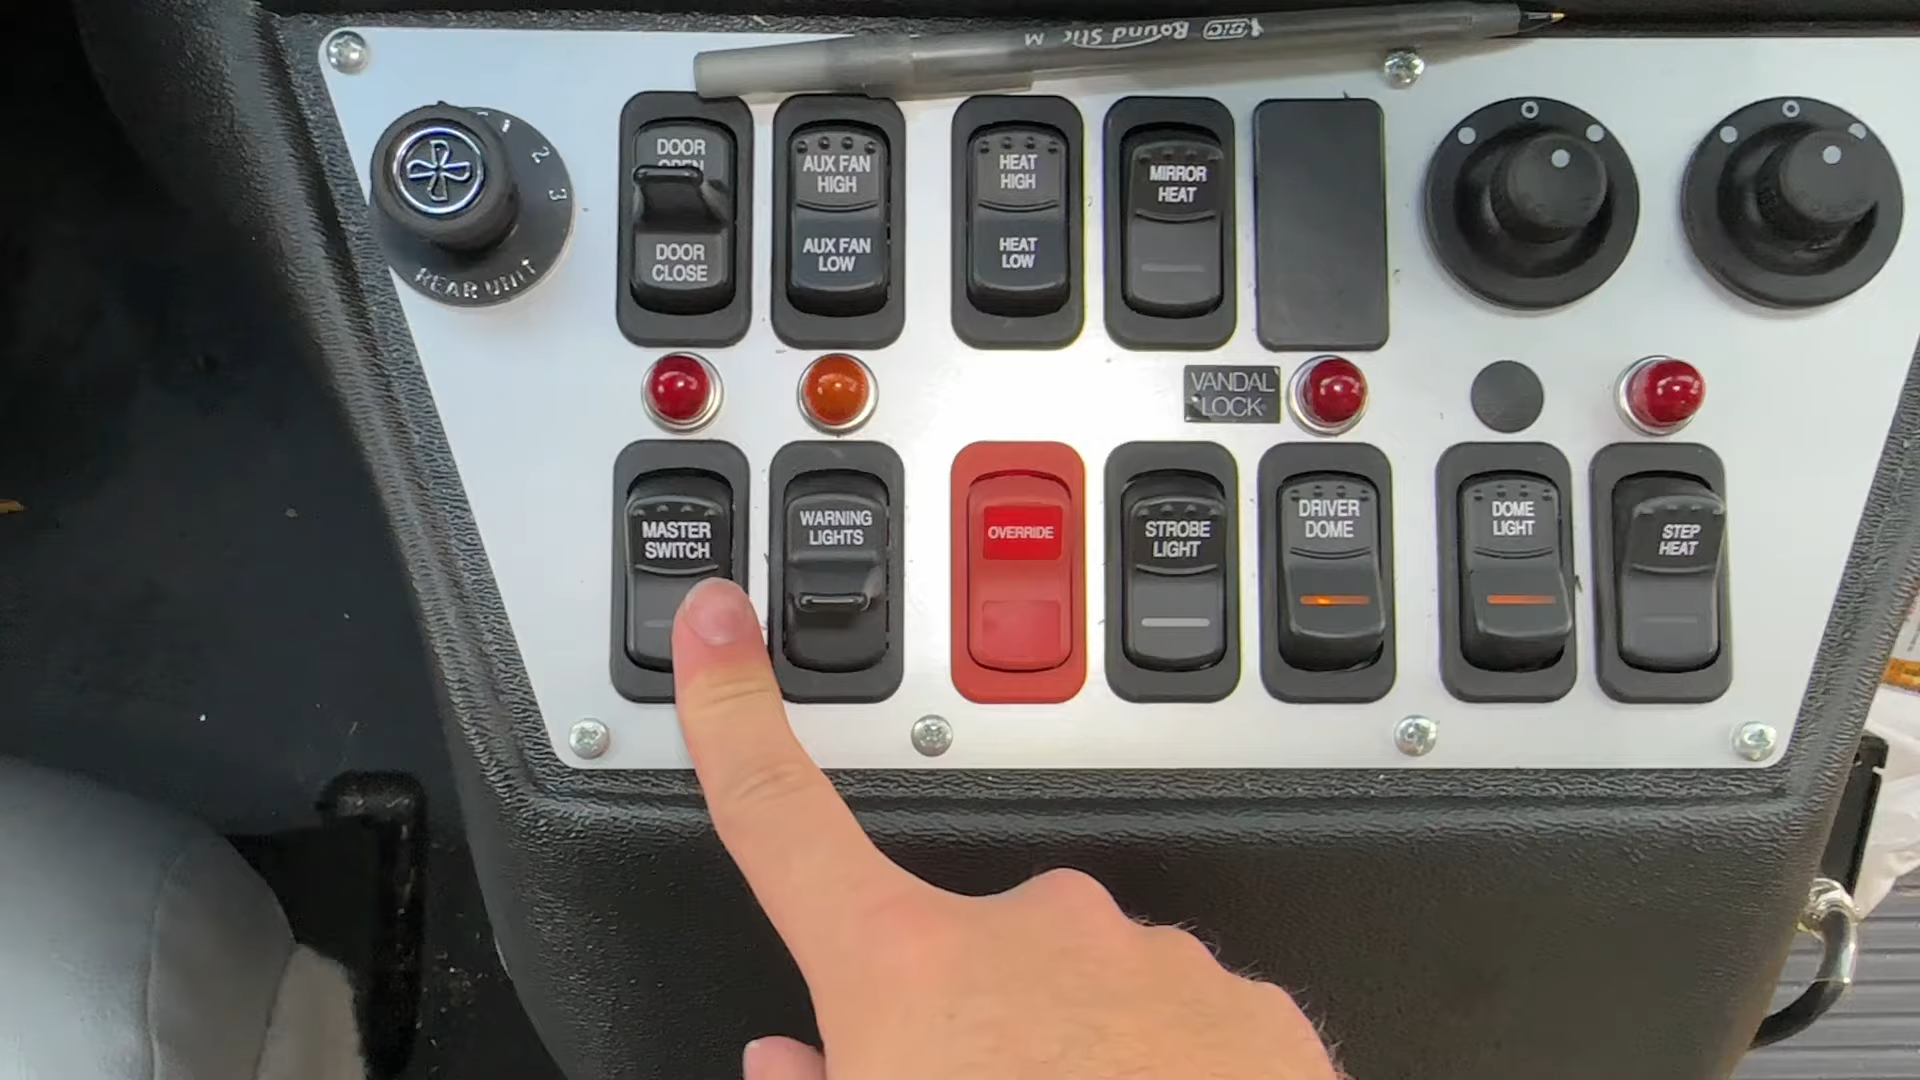 BIC Round Stic M
1
2
3
REAR UNIT
DOOR
OPEN
DOOR
CLOSE
AUX FAN
HIGH
AUX FAN
LOW
HEAT
HIGH
HEAT
LOW
MIRROR
HEAT
VANDAL
LOCK
MASTER
SWITCH
WARNING
LIGHTS
OVERRIDE
STROBE
LIGHT
DRIVER
DOME
DOME
LIGHT
STEP
HEAT